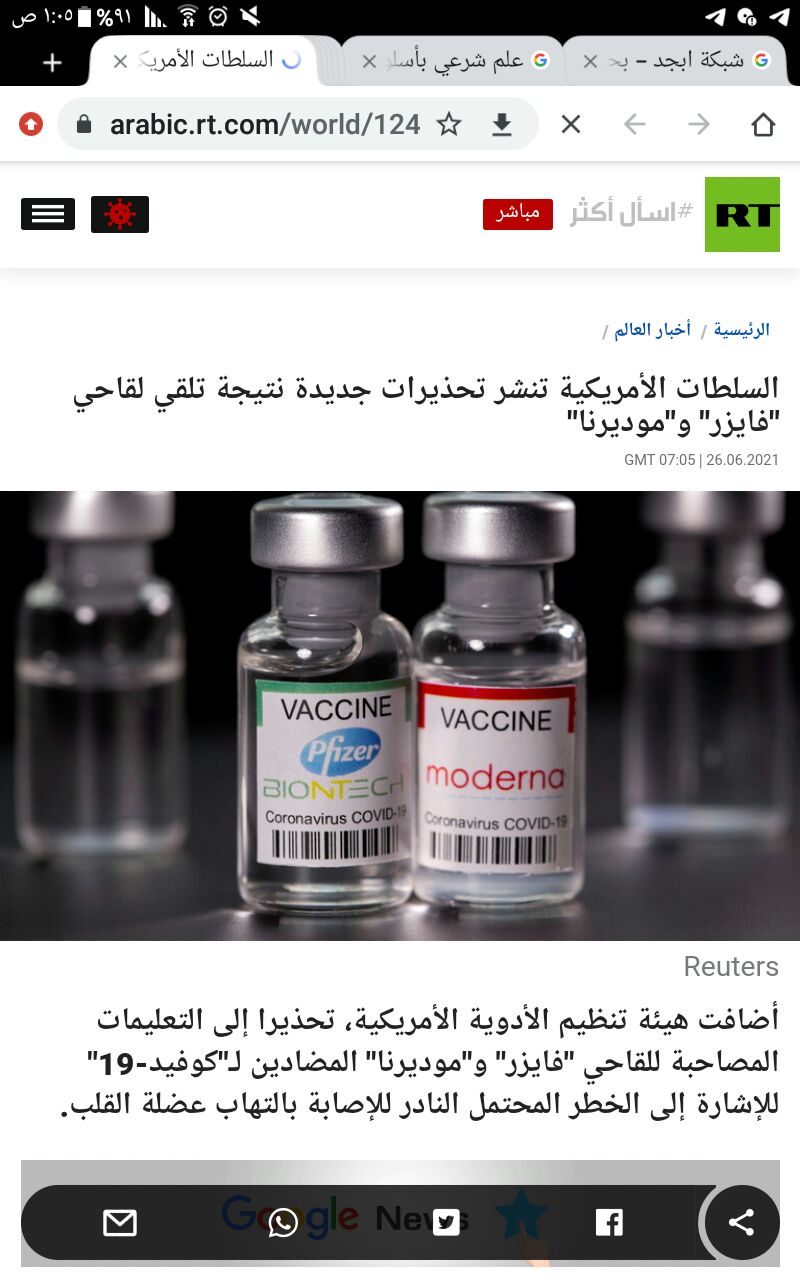 ٪٩١ ١:٠٥ ص
شبكة ابجد – بح
علم شرعي بأسلو
السلطات الأمريك
arabic.rt.com/world/124
RT
#اسأل أكثر
مباشر
الرئيسية / أخبار العالم /
السلطات الأمريكية تنشر تحذيرات جديدة نتيجة تلقي لقاحي
"فايزر" و"موديرنا"
26.06.2021 | 07:05 GMT
VACCINE
Pfizer
BIONTECH
Coronavirus COVID-19
VACCINE
moderna
Coronavirus COVID-19
Reuters
أضافت هيئة تنظيم الأدوية الأمريكية، تحذيرا إلى التعليمات
المصاحبة للقاحي "فايزر" و"موديرنا" المضادين لـ"كوفيد-19"
للإشارة إلى الخطر المحتمل النادر للإصابة بالتهاب عضلة القلب.
Google News